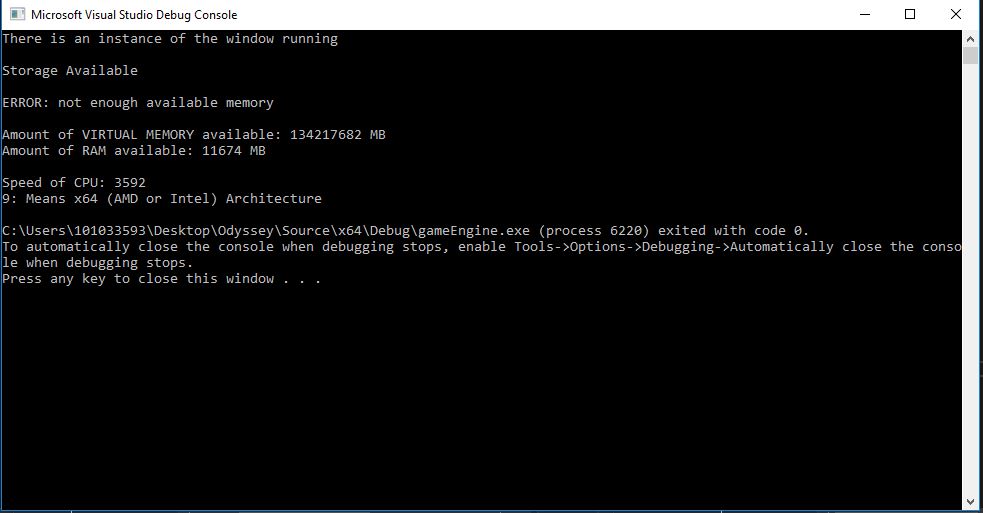 Microsoft Visual Studio Debug Console
There is an instance of the window running
Storage Available
ERROR: not enough available memory
Amount of VIRTUAL MEMORY available: 134217682 MB
Amount of RAM available: 11674 MB
Speed of CPU: 3592
9: Means x64 (AMD or Intel) Architecture
C:\Users\101033593\Desktop\Odyssey\Source\x64\Debug\gameEngine.exe (process 6220) exited with code 0.
To automatically close the console when debugging stops, enable Tools->Options->Debugging->Automatically close the conso
le when debugging stops.
Press any key to close this window . . .